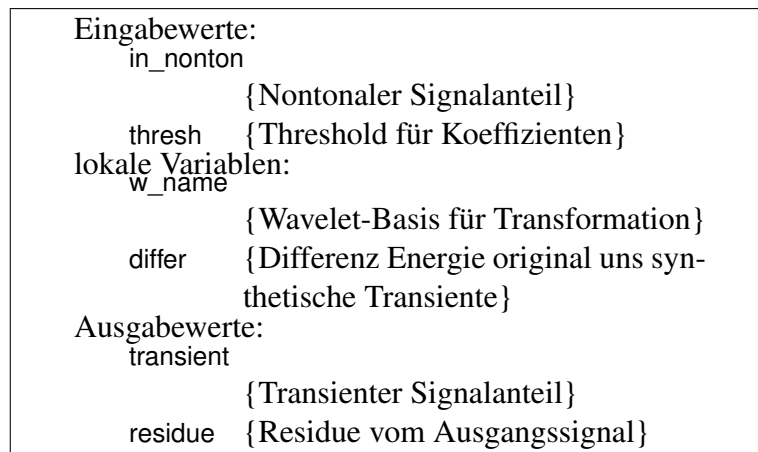 Eingabewerte:
in_nonton
{Nontonaler Signalanteil}
thresh {Threshold für Koeffizienten}
lokale Variablen:
w_name
{Wavelet-Basis für Transformation}
differ {Differenz Energie original uns syn-
thetische Transiente}
Ausgabewerte:
transient
{Transienter Signalanteil}
residue {Residue vom Ausgangssignal}